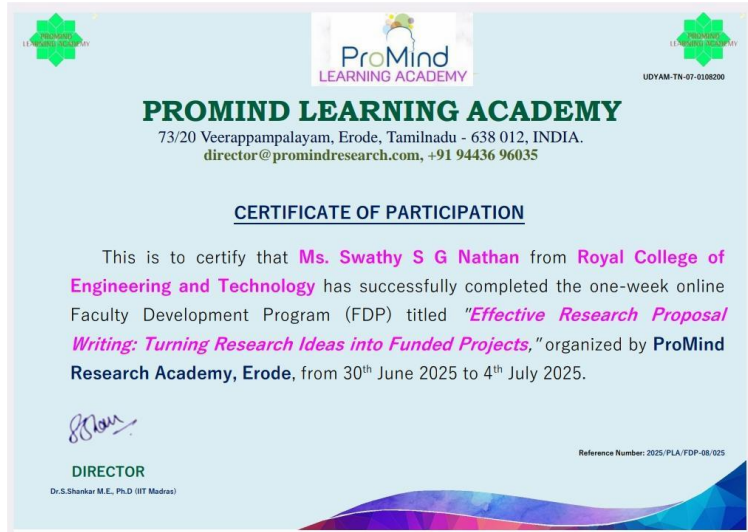 PROMIND
LEARNING ACADEMY
ProMind
LEARNING ACADEMY
PROMIND
LEARNING ACADEMY
UDYAM-TN-07-0108200
PROMIND LEARNING ACADEMY
73/20 Veerappampalayam, Erode, Tamilnadu - 638 012, INDIA.
director@promindresearch.com, +91 94436 96035
CERTIFICATE OF PARTICIPATION
This is to certify that Ms. Swathy S G Nathan from Royal College of
Engineering and Technology has successfully completed the one-week online
Faculty Development Program (FDP) titled "Effective Research Proposal
Writing: Turning Research Ideas into Funded Projects," organized by ProMind
Research Academy, Erode, from 30th June 2025 to 4th July 2025.
Reference Number: 2025/PLA/FDP-08/025
DIRECTOR
Dr.S.Shankar M.E., Ph.D (IIT Madras)